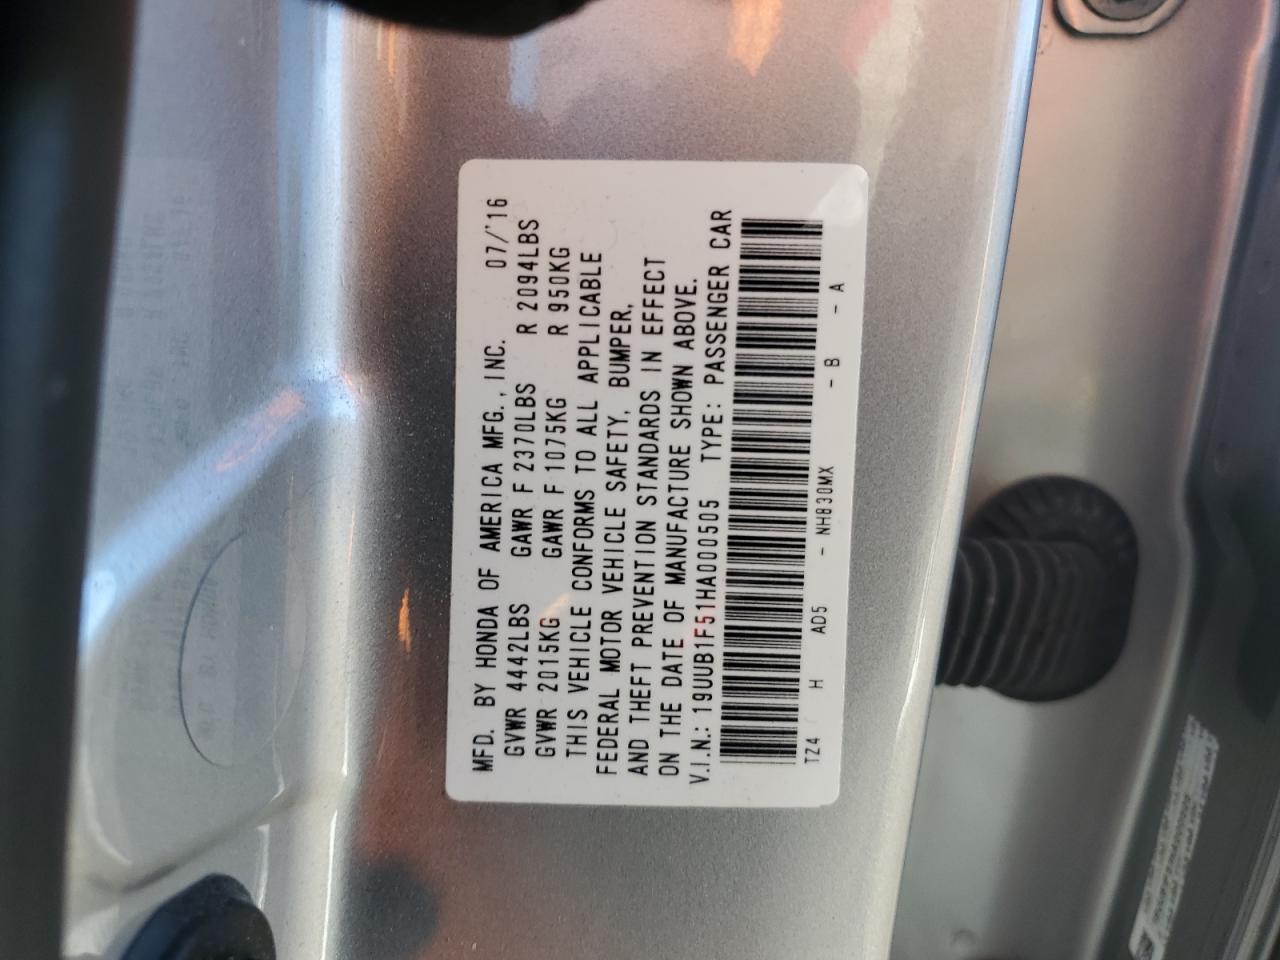 MFD. BY HONDA OF AMERICA MFG., INC. 07/'16
GVWR 4442LBS GAWR F 2370LBS R 2094LBS
GVWR 2015KG GAWR F 1075KG R 950KG
THIS VEHICLE CONFORMS TO ALL APPLICABLE
FEDERAL MOTOR VEHICLE SAFETY, BUMPER,
AND THEFT PREVENTION STANDARDS IN EFFECT
ON THE DATE OF MANUFACTURE SHOWN ABOVE.
V.I.N.: 19UUB1F51HA000505 TYPE: PASSENGER CAR
TZ4 H AD5 - NH830MX - B - A